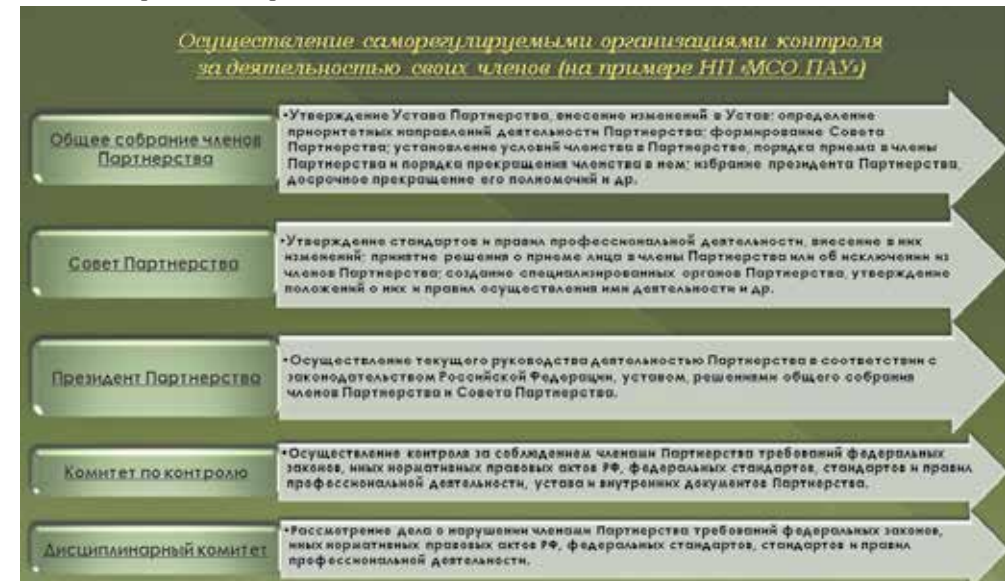 Осуществление саморегулируемыми организациями контроля
за деятельностью своих членов (на примере НП «МСО ПАУ»)
Общее собрание членов
Партнерства
•Утверждение Устава Партнерства, внесение изменений в Устав; определение
приоритетных направлений деятельности Партнерства; формирование Совета
Партнерства; установление условий членства в Партнерстве, порядка приема в члены
Партнерства и порядка прекращения членства в нем; избрание президента Партнерства,
досрочное прекращение его полномочий и др.
Совет Партнерства
•Утверждение стандартов и правил профессиональной деятельности, внесение в них
изменений; принятие решения о приеме лица в члены Партнерства или об исключении из
членов Партнерства; создание специализированных органов Партнерства, утверждение
положений о них и правил осуществления ими деятельности и др.
Президент Партнерства
•Осуществление текущего руководства деятельностью Партнерства в соответствии с
законодательством Российской Федерации, уставом, решениями общего собрания
членов Партнерства и Совета Партнерства.
Комитет по контролю
•Осуществление контроля за соблюдением членами Партнерства требований федеральных
законов, иных нормативных правовых актов РФ, федеральных стандартов, стандартов и правил
профессиональной деятельности, устава и внутренних документов Партнерства.
Дисциплинарный комитет
•Рассмотрение дела о нарушении членами Партнерства требований федеральных законов,
иных нормативных правовых актов РФ, федеральных стандартов, стандартов и правил
профессиональной деятельности.